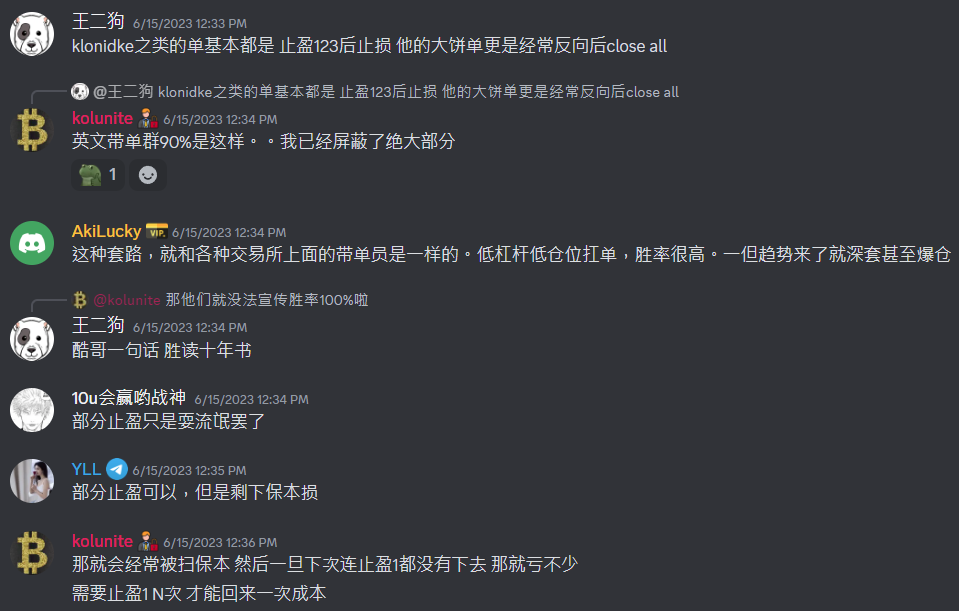 王二狗 6/15/2023 12:33 PM
klonidke之类的单基本都是 止盈123后止损 他的大饼单更是经常反向后close all
@王二狗 klonidke之类的单基本都是 止盈123后止损 他的大饼单更是经常反向后close all
kolunite 6/15/2023 12:34 PM
英文带单群90%是这样。。我已经屏蔽了绝大部分
1
AkiLucky VIP 6/15/2023 12:34 PM
这种套路，就和各种交易所上面的带单员是一样的。低杠杆低仓位扛单，胜率很高。一但趋势来了就深套甚至爆仓
@kolunite 那他们就没法宣传胜率100%啦
王二狗 6/15/2023 12:34 PM
酷哥一句话 胜读十年书
10u会赢哟战神 6/15/2023 12:34 PM
部分止盈只是耍流氓罢了
YLL 6/15/2023 12:35 PM
部分止盈可以，但是剩下保本损
kolunite 6/15/2023 12:36 PM
那就会经常被扫保本 然后一旦下次连止盈1都没有下去 那就亏不少
需要止盈1 N次 才能回来一次成本